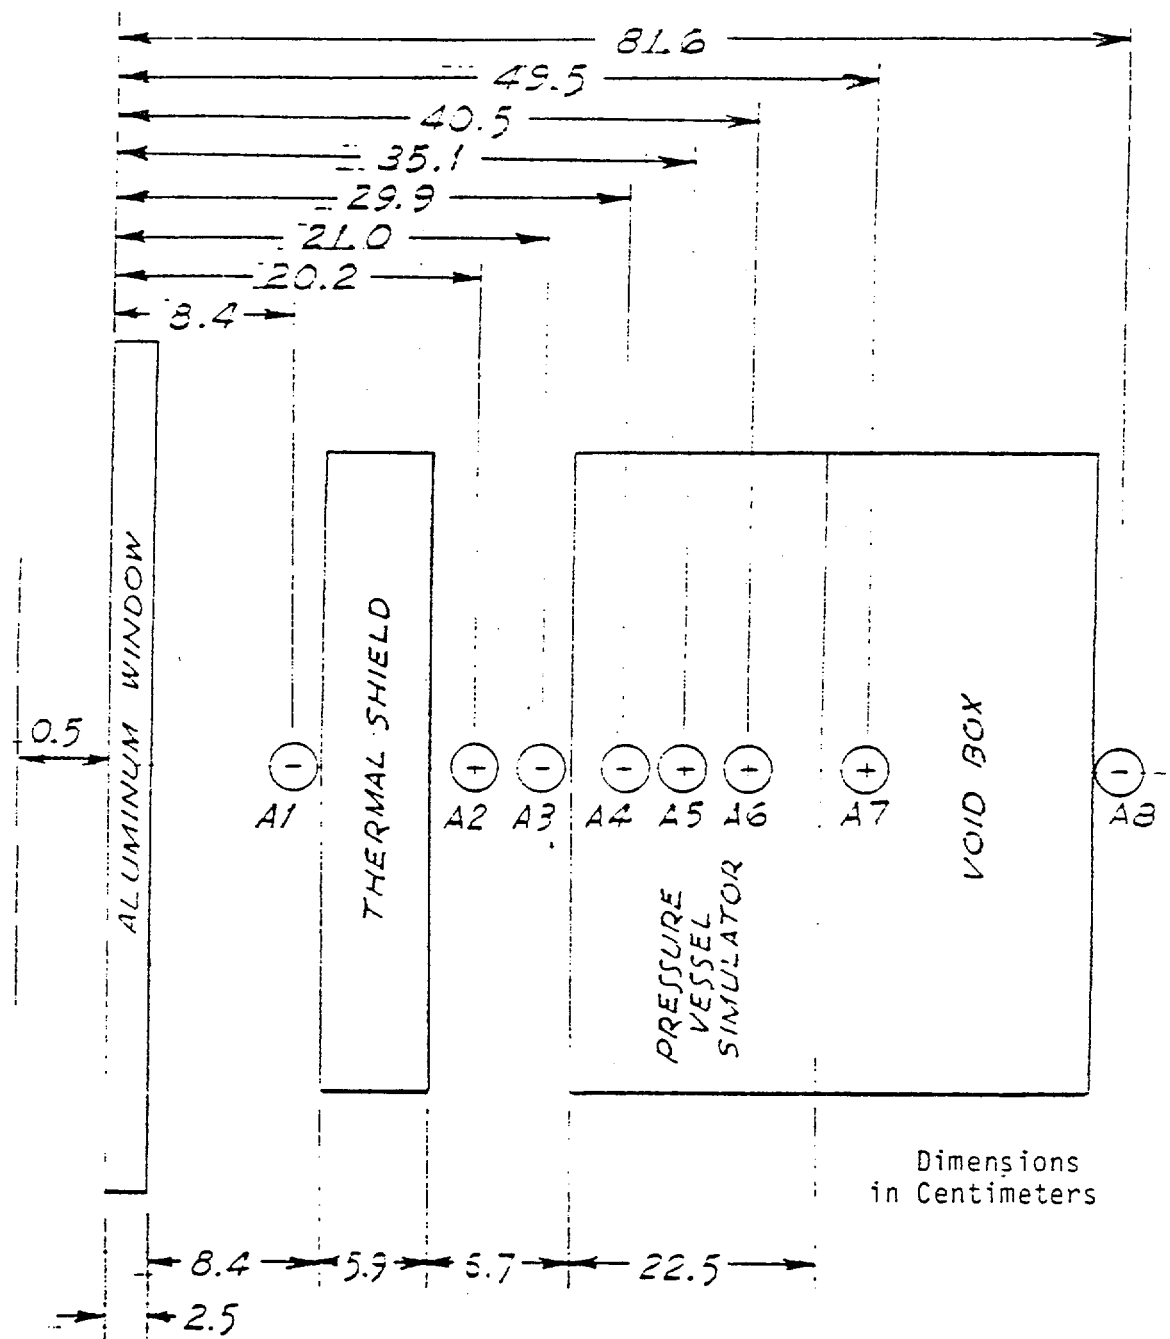 81.6
49.5
40.5
35.1
29.9
21.0
20.2
8.4
ALUMINUM WINDOW
THERMAL SHIELD
0.5
A1
A2
A3
A4
A5
A6
A7
A8
VOID BOX
PRESSURE
VESSEL
SIMULATOR
Dimensions
in Centimeters
8.4
5.9
22.5
2.5